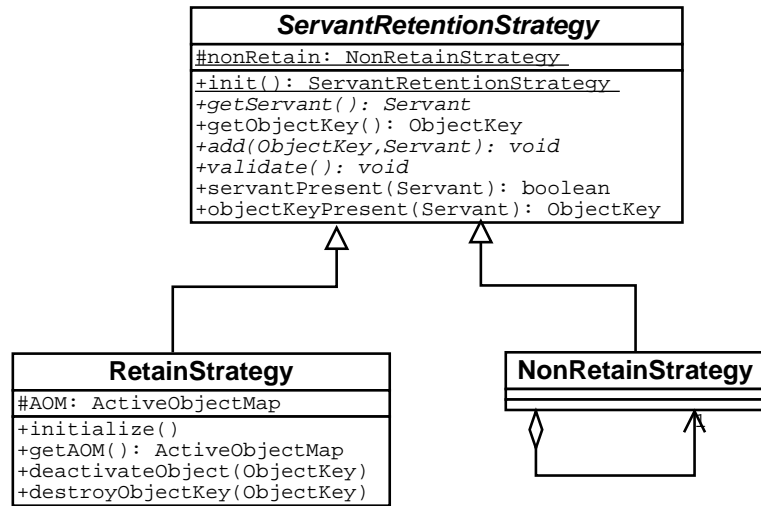 ServantRetentionStrategy
#nonRetain: NonRetainStrategy
+init(): ServantRetentionStrategy
+getServant(): Servant
+getObjectKey(): ObjectKey
+add(ObjectKey,Servant): void
+validate(): void
+servantPresent(Servant): boolean
+objectKeyPresent(Servant): ObjectKey
RetainStrategy
#AOM: ActiveObjectMap
+initialize()
+getAOM(): ActiveObjectMap
+deactivateObject(ObjectKey)
+destroyObjectKey(ObjectKey)
NonRetainStrategy
1